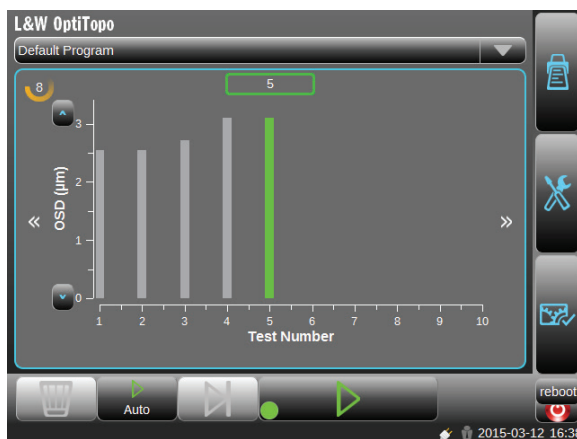 L&W OptiTopo
Default Program
8
5
3
2
1
0
OSD (µm)
1 2 3 4 5 6 7 8 9 10
Test Number
Auto
reboot
2015-03-12 16:38